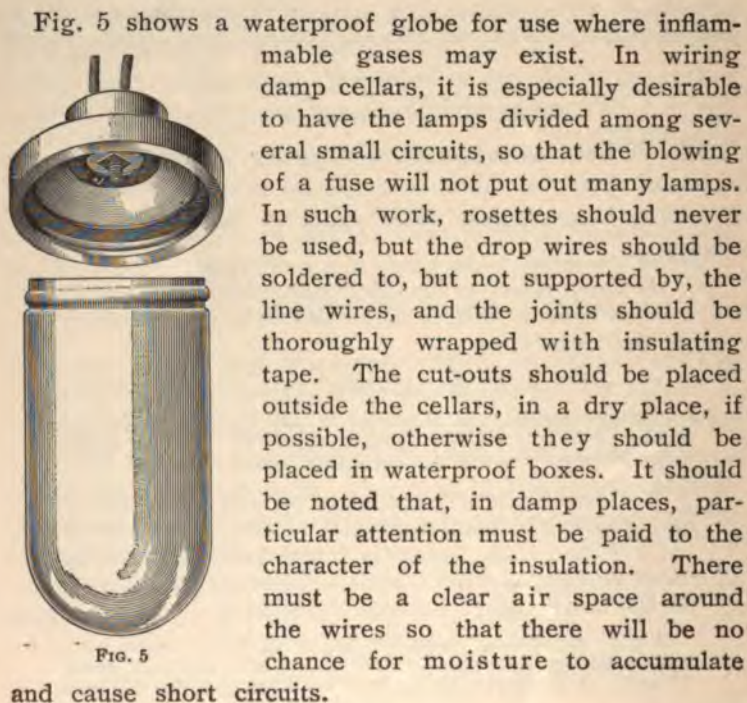 Fig. 5 shows a waterproof globe for use where inflam-
mable gases may exist. In wiring
damp cellars, it is especially desirable
to have the lamps divided among sev-
eral small circuits, so that the blowing
of a fuse will not put out many lamps.
In such work, rosettes should never
be used, but the drop wires should be
soldered to, but not supported by, the
line wires, and the joints should be
thoroughly wrapped with insulating
tape. The cut-outs should be placed
outside the cellars, in a dry place, if
possible, otherwise they should be
placed in waterproof boxes. It should
be noted that, in damp places, par-
ticular attention must be paid to the
character of the insulation. There
must be a clear air space around
the wires so that there will be no
chance for moisture to accumulate
and cause short circuits.
FIG. 5